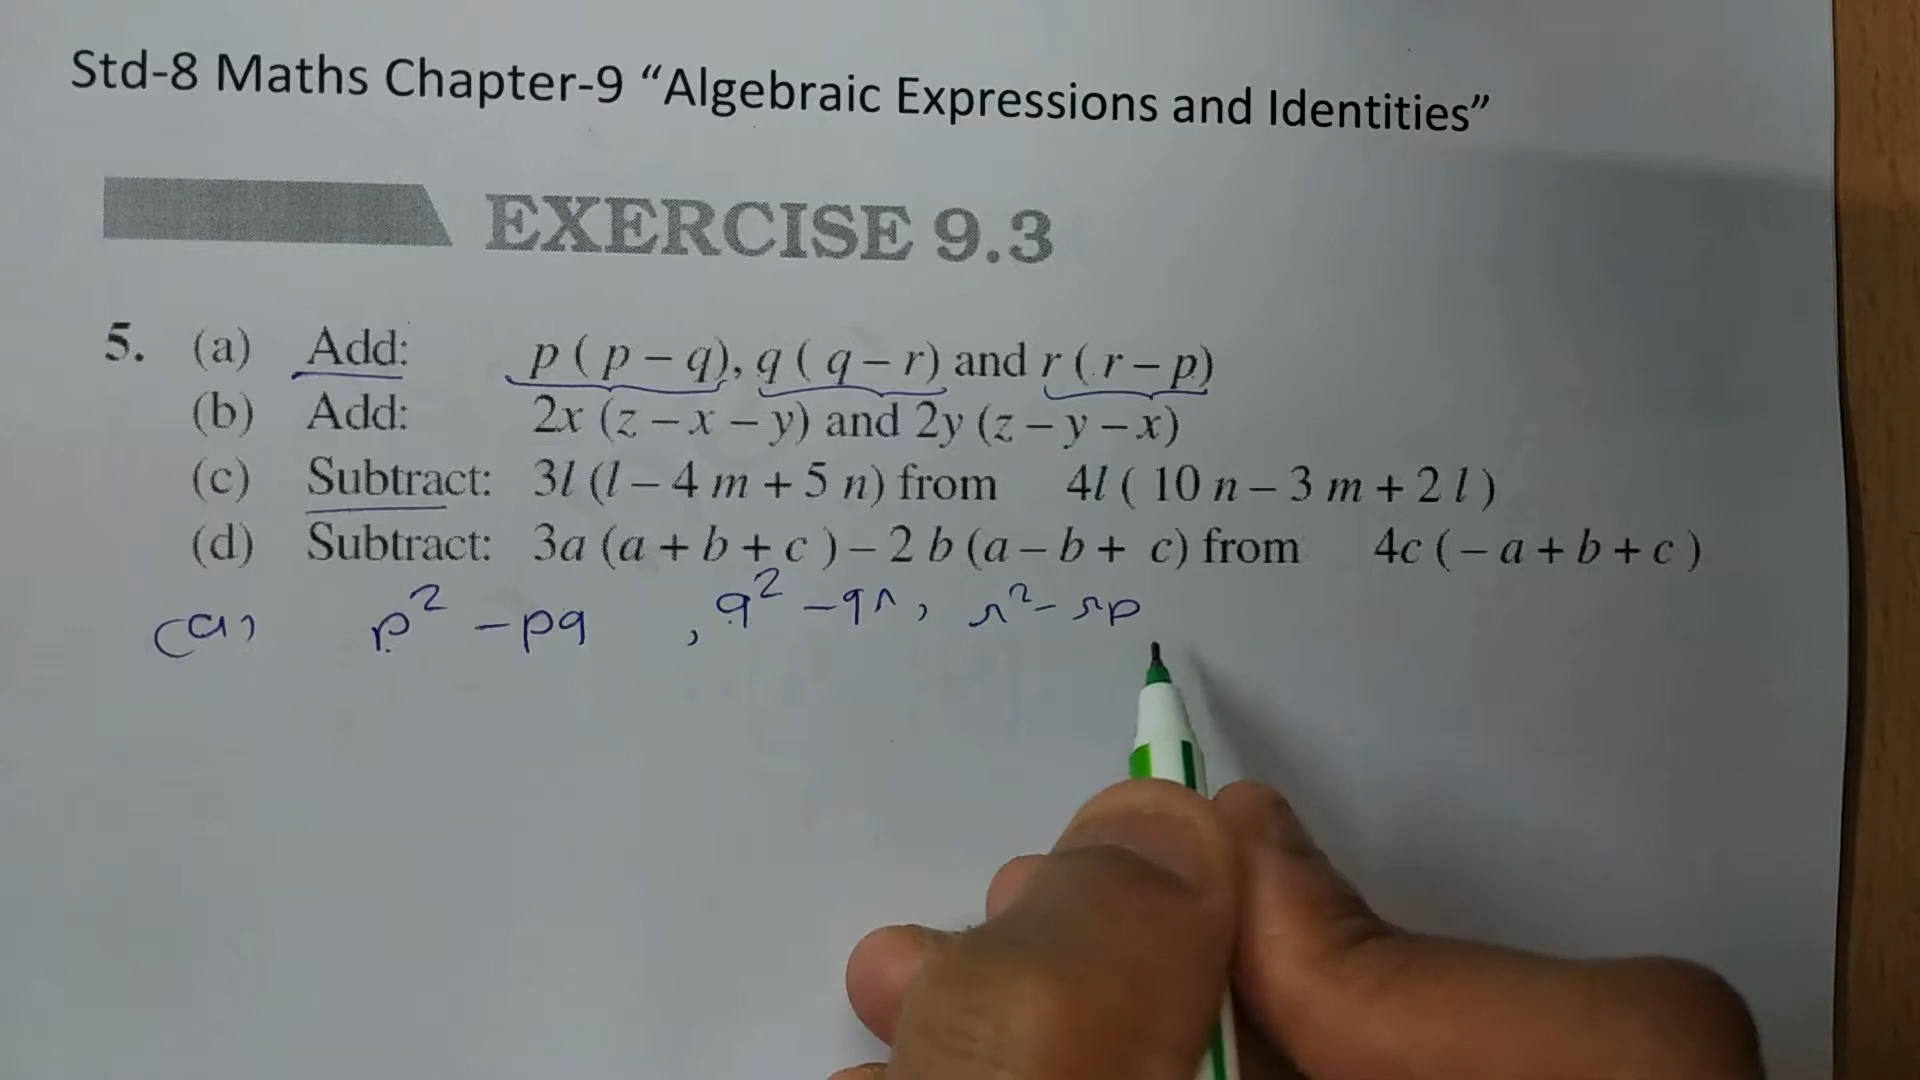 Std-8 Maths Chapter-9 “Algebraic Expressions and Identities”
EXERCISE 9.3
5. (a) Add: p ( p – q), q ( q – r) and r ( r – p)
(b) Add: 2x (z – x – y) and 2y (z – y – x)
(c) Subtract: 3l (l – 4 m + 5 n) from 4l ( 10 n – 3 m + 2 l )
(d) Subtract: 3a (a + b + c ) – 2 b (a – b + c) from 4c ( – a + b + c )
(a) p² – pq , q² – qr, r² – rp